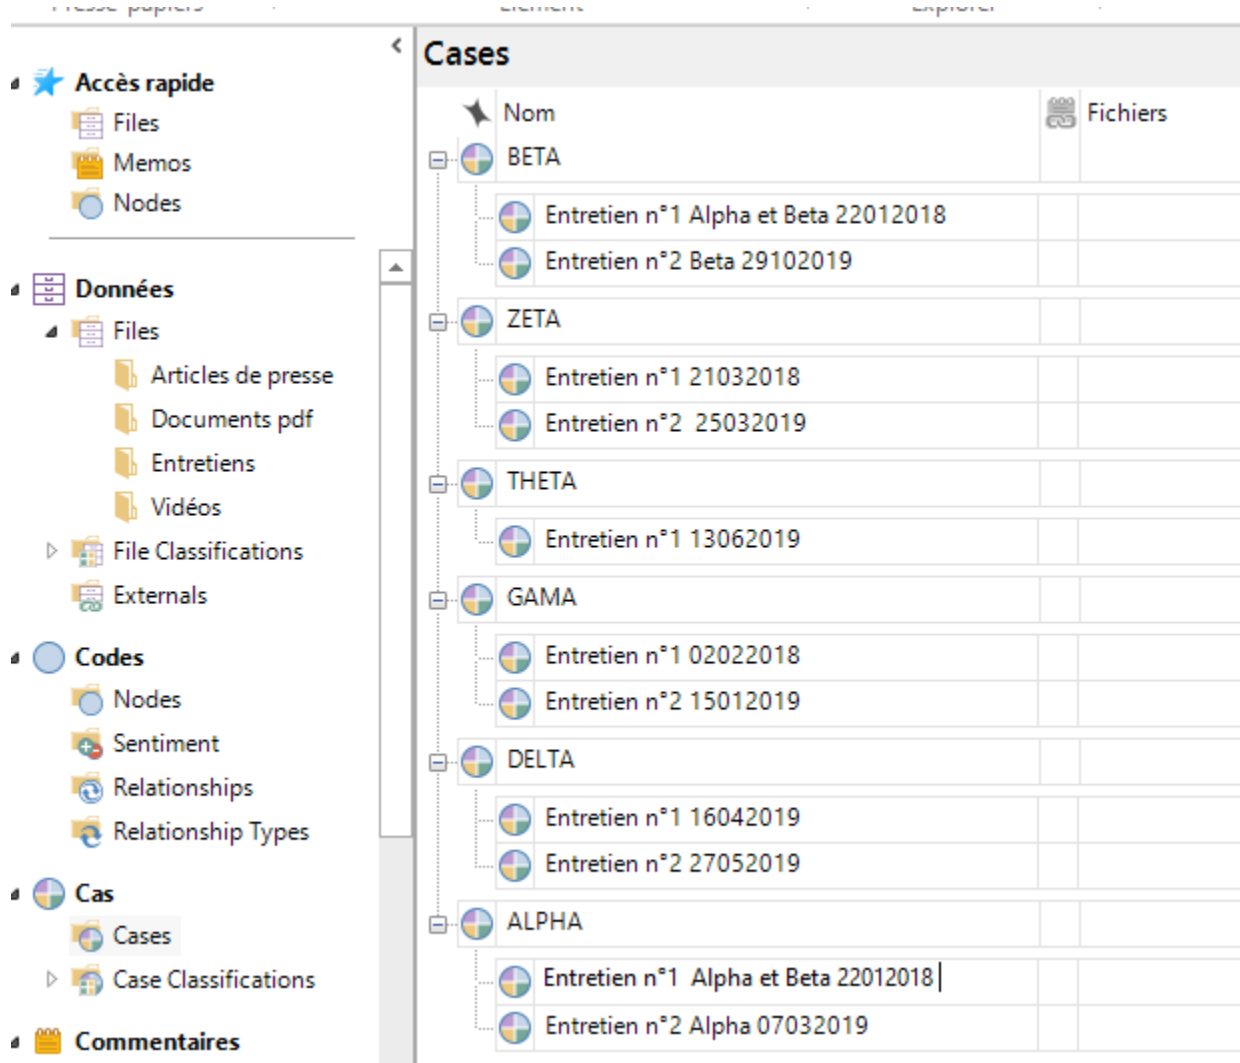 Presse-papiers
Élément
Explorer
Accès rapide
Files
Memos
Nodes
Données
Files
Articles de presse
Documents pdf
Entretiens
Vidéos
File Classifications
Externals
Codes
Nodes
Sentiment
Relationships
Relationship Types
Cas
Cases
Case Classifications
Commentaires
Cases
Nom Fichiers
BETA
Entretien n°1 Alpha et Beta 22012018
Entretien n°2 Beta 29102019
ZETA
Entretien n°1 21032018
Entretien n°2  25032019
THETA
Entretien n°1 13062019
GAMA
Entretien n°1 02022018
Entretien n°2 15012019
DELTA
Entretien n°1 16042019
Entretien n°2 27052019
ALPHA
Entretien n°1  Alpha et Beta 22012018
Entretien n°2 Alpha 07032019